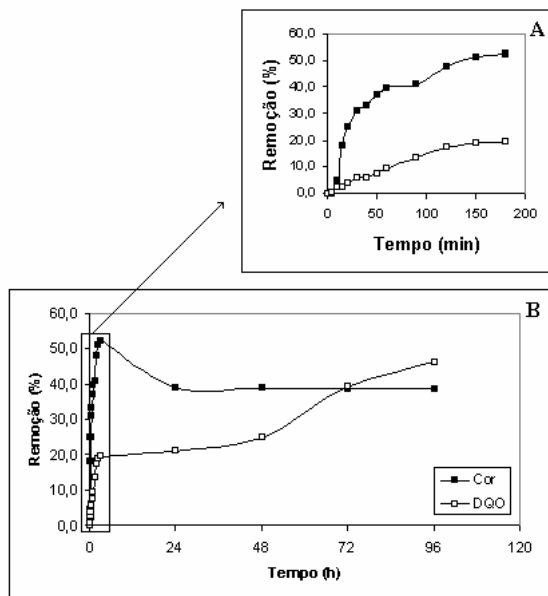 A
Remoção (%)
60,0
50,0
40,0
30,0
20,0
10,0
0,0
0 50 100 150 200
Tempo (min)
B
Remoção (%)
60,0
50,0
40,0
30,0
20,0
10,0
0,0
Cor
DQO
0 24 48 72 96 120
Tempo (h)